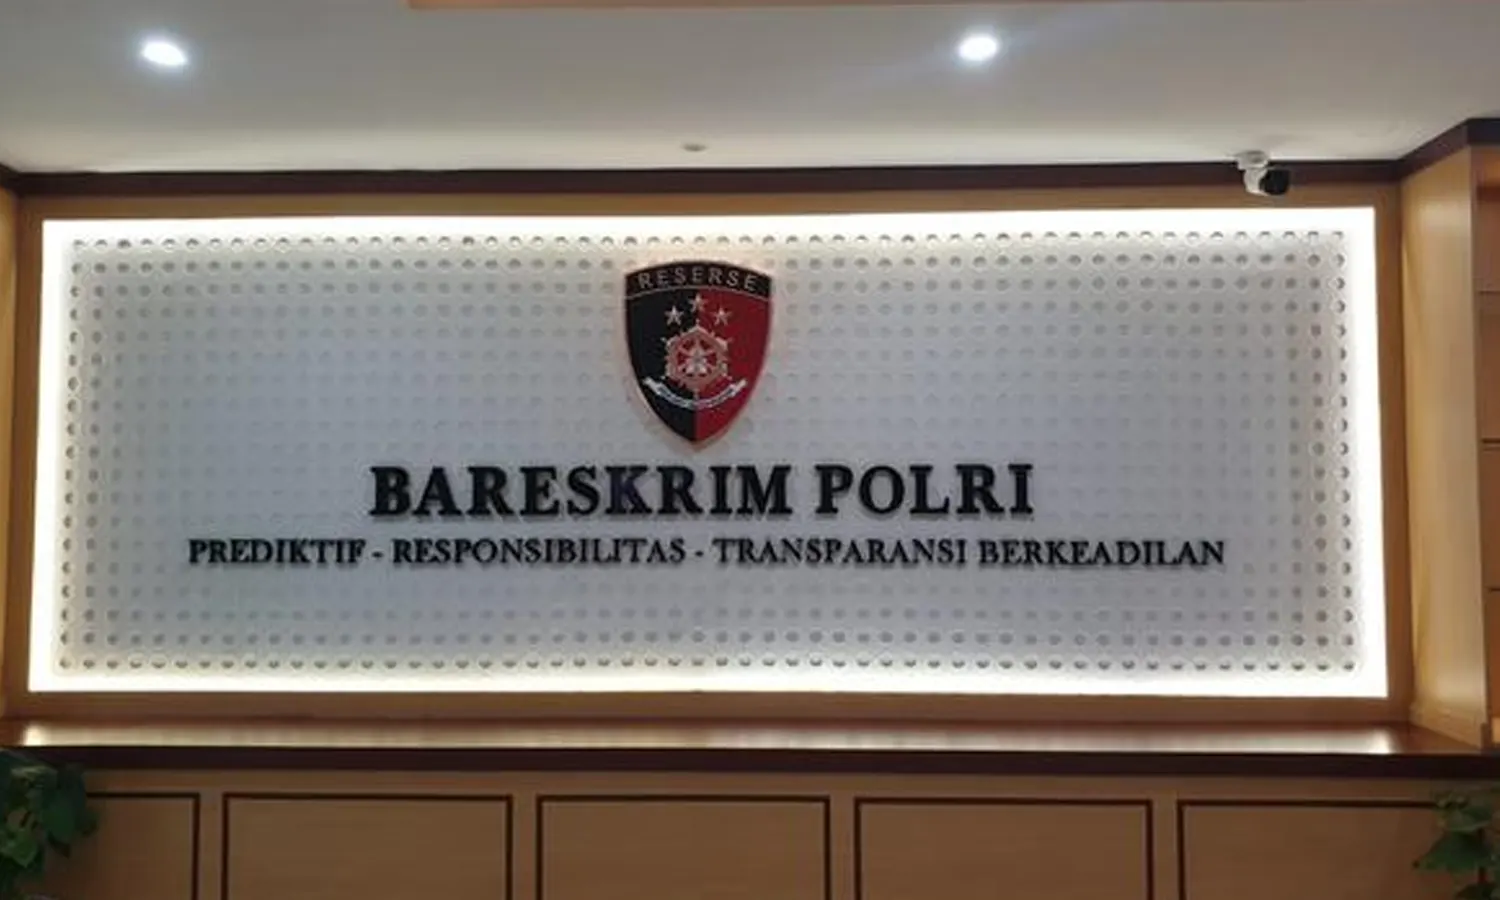 RESERSE
BARESKRIM POLRI
PREDIKTIF - RESPONSIBILITAS - TRANSPARANSI BERKEADILAN